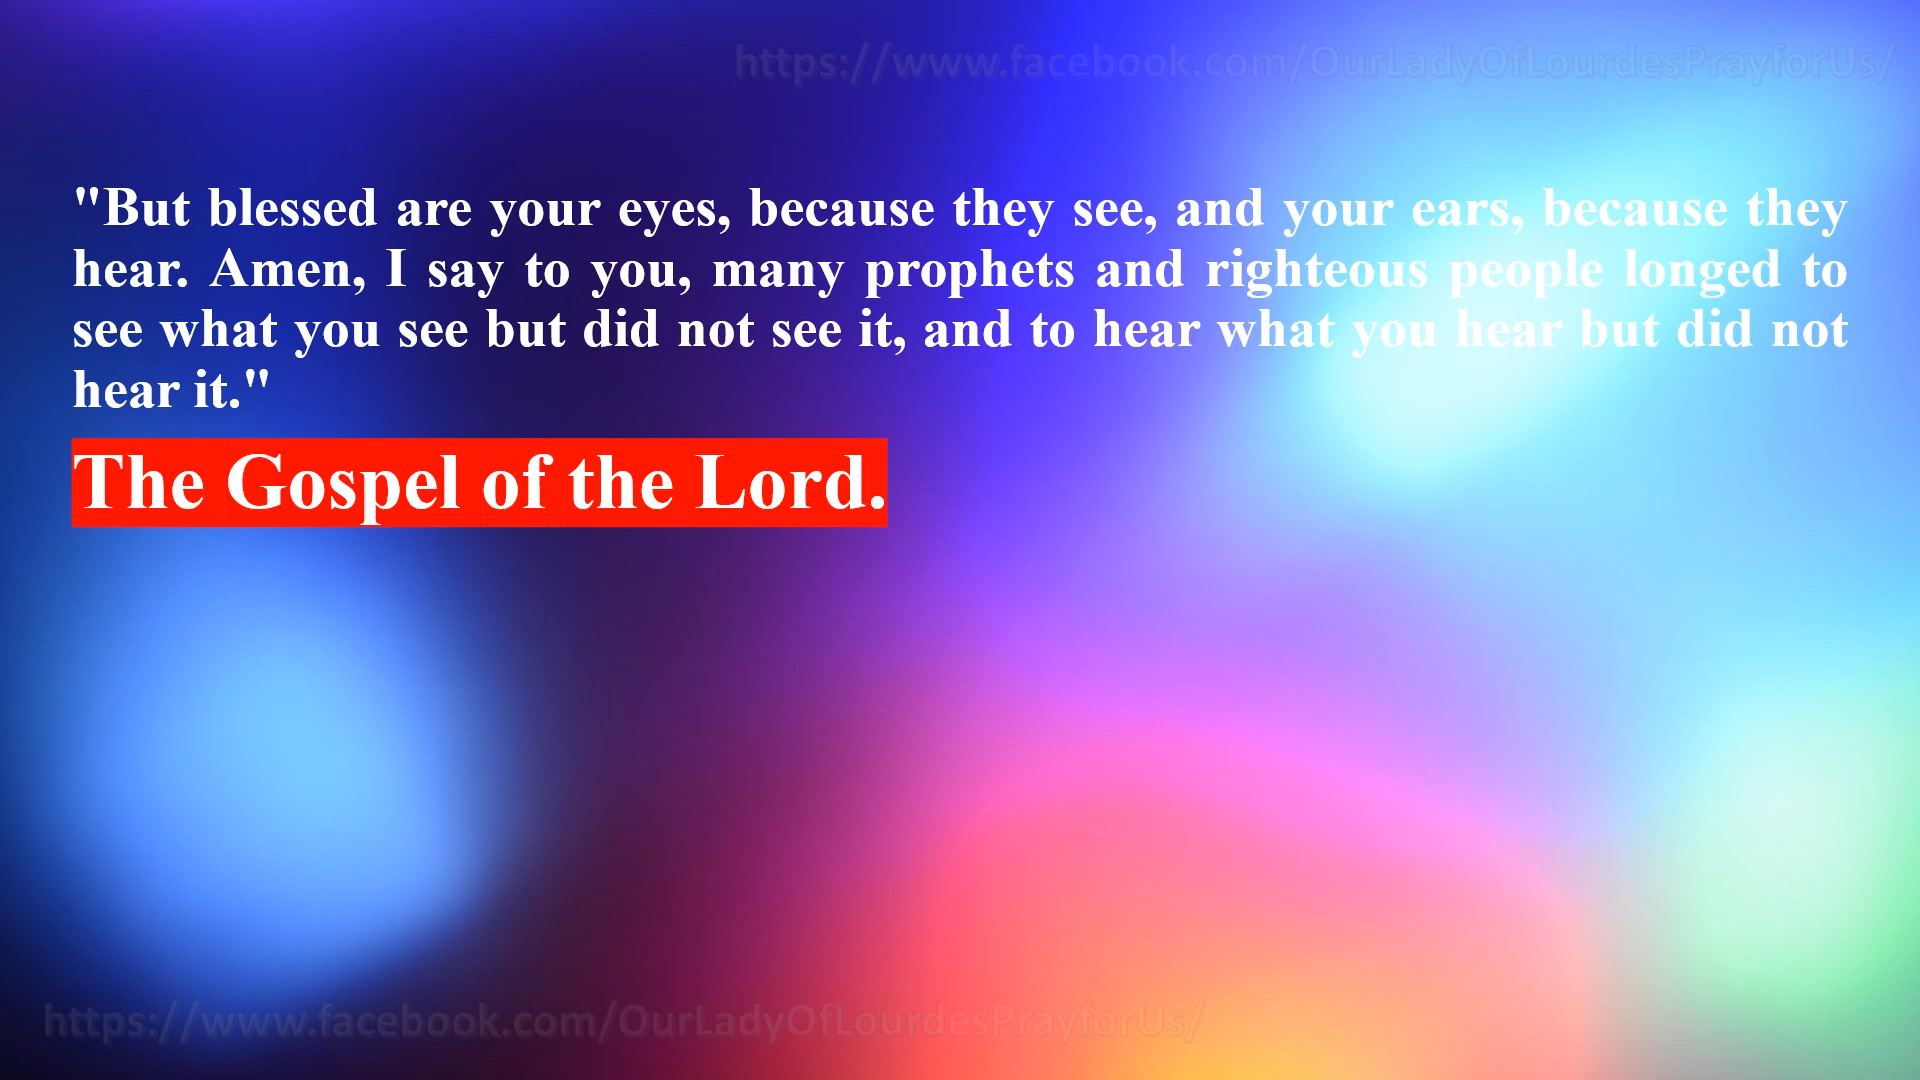 https://www.facebook.com/OurLadyOfLourdesPrayforUs/
"But blessed are your eyes, because they see, and your ears, because they
hear. Amen, I say to you, many prophets and righteous people longed to
see what you see but did not see it, and to hear what you hear but did not
hear it."
The Gospel of the Lord.
https://www.facebook.com/OurLadyOfLourdesPrayforUs/